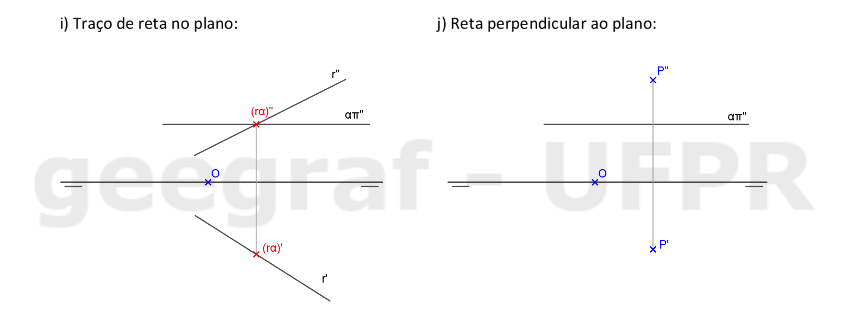 i) Traço de reta no plano:
j) Reta perpendicular ao plano:
r"
P"
(rα)"
απ"
απ"
geegraf - UFPR
O
O
(rα)'
P'
r'